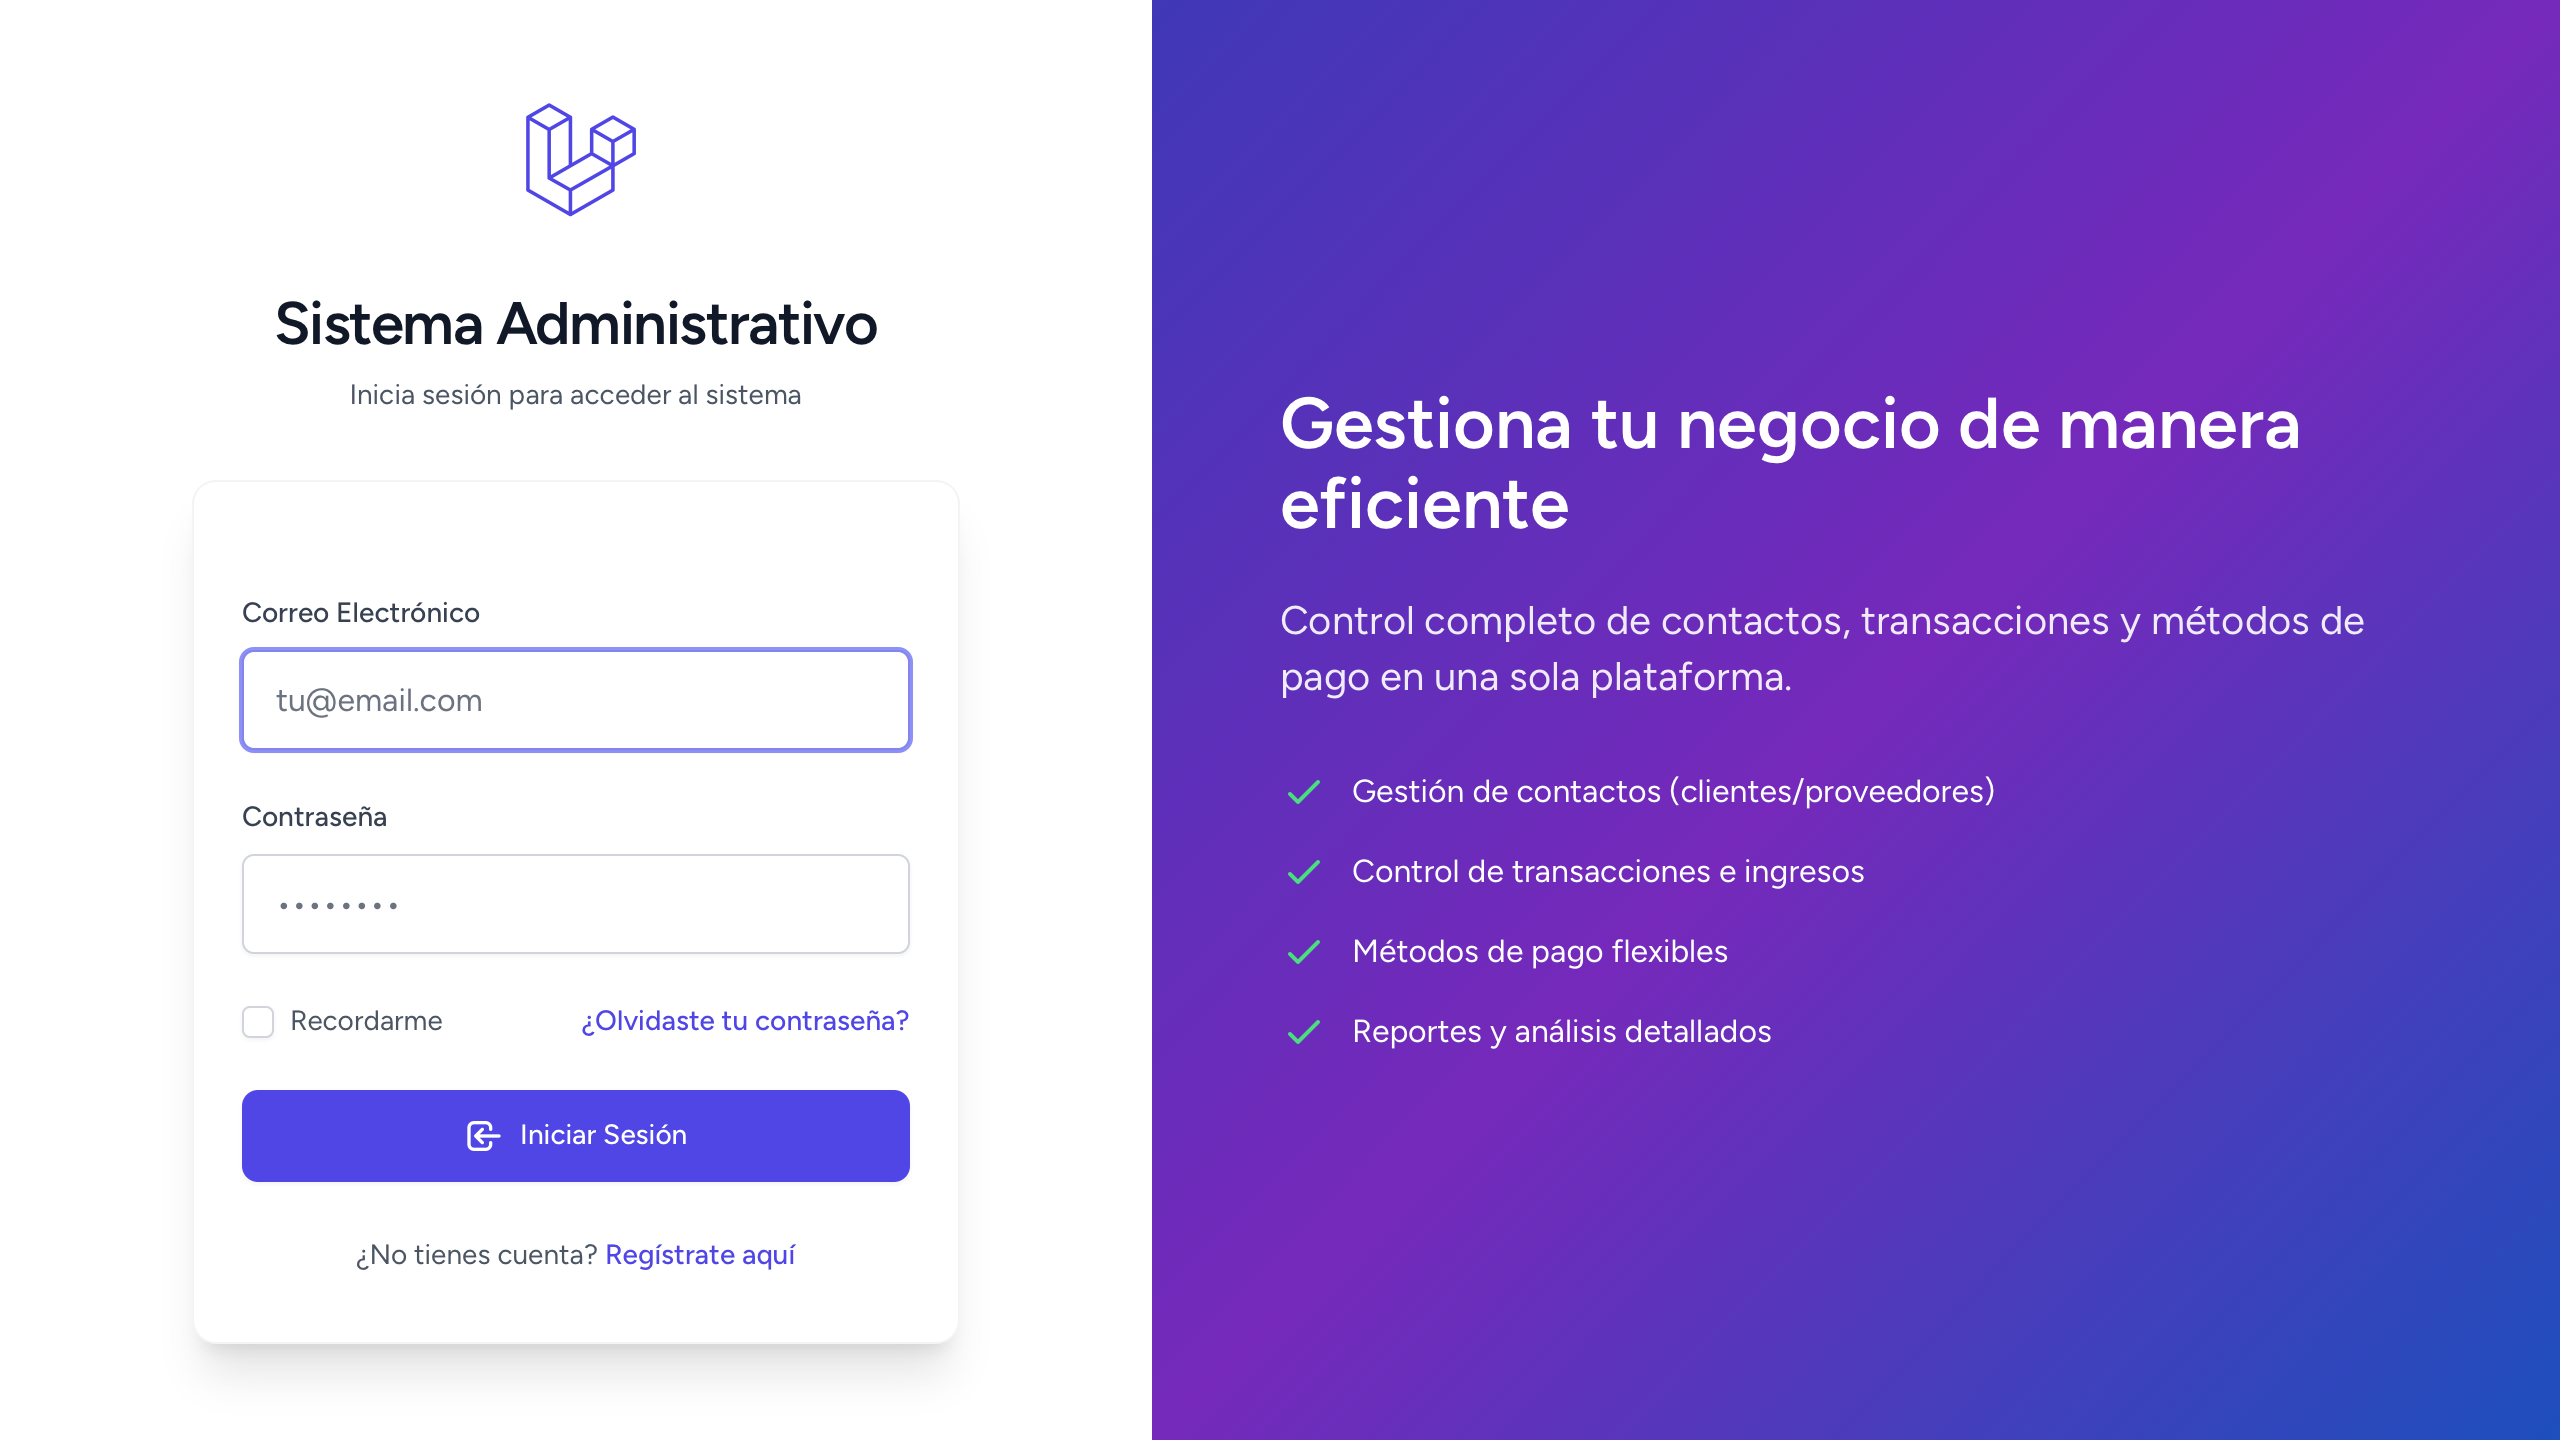 Sistema Administrativo
Inicia sesión para acceder al sistema
Correo Electrónico
tu@email.com
Contraseña
••••••••
Recordarme
¿Olvidaste tu contraseña?
Iniciar Sesión
¿No tienes cuenta? Regístrate aquí
Gestiona tu negocio de manera
eficiente
Control completo de contactos, transacciones y métodos de
pago en una sola plataforma.
Gestión de contactos (clientes/proveedores)
Control de transacciones e ingresos
Métodos de pago flexibles
Reportes y análisis detallados